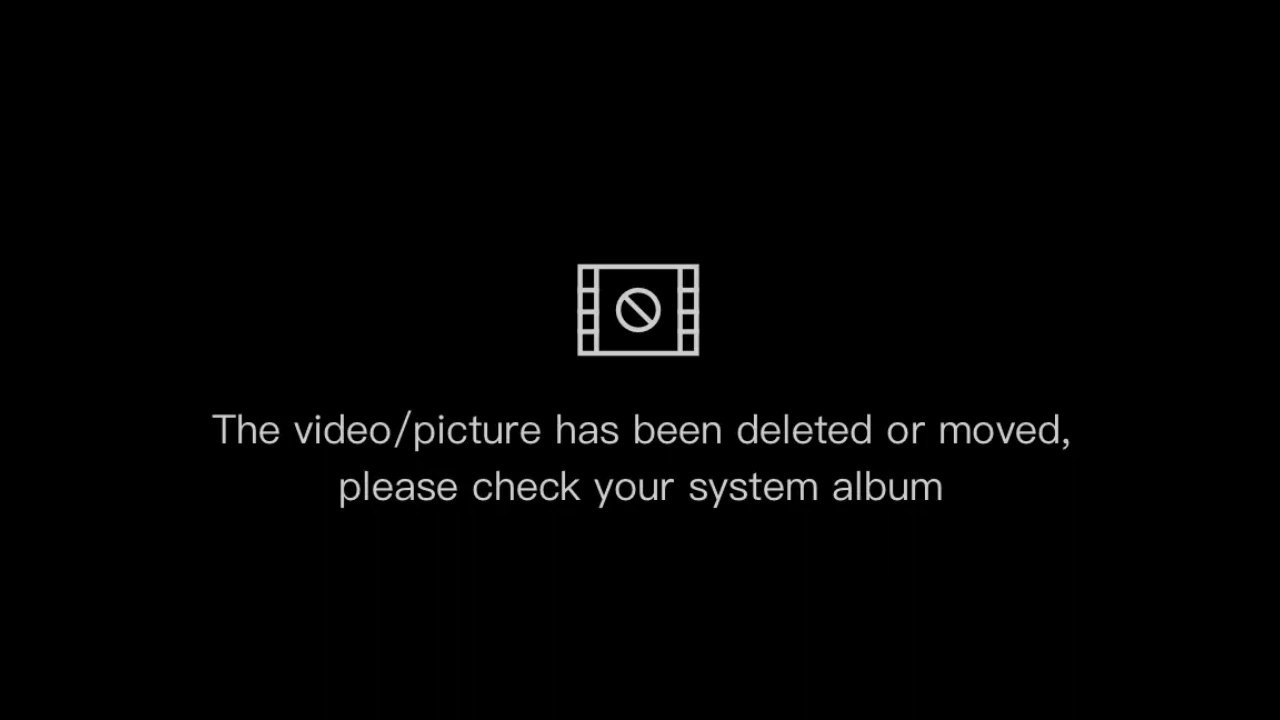 The video/picture has been deleted or moved,
please check your system album